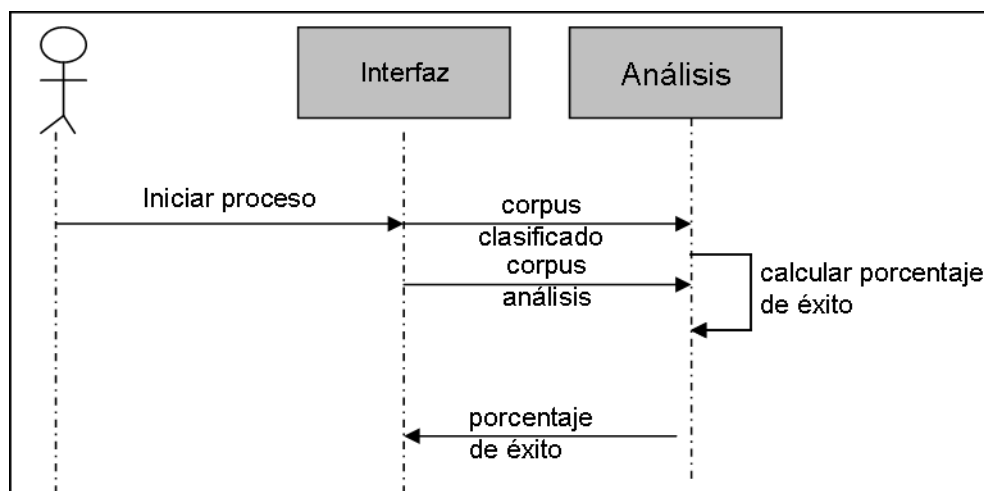 Interfaz
Análisis
Iniciar proceso
corpus
clasificado
corpus
análisis
calcular porcentaje
de éxito
porcentaje
de éxito